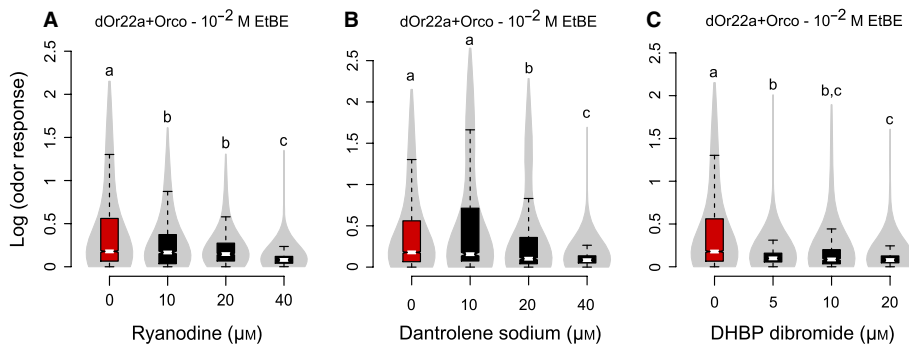 A dOr22a+Orco - 10⁻² M EtBE
Log (odor response)
2.5
2
1.5
1
0.5
0
a
b
b
c
0 10 20 40
Ryanodine (μM)
B dOr22a+Orco - 10⁻² M EtBE
2.5
2
1.5
1
0.5
0
a
a
b
c
0 10 20 40
Dantrolene sodium (μM)
C dOr22a+Orco - 10⁻² M EtBE
2.5
2
1.5
1
0.5
0
a
b
b,c
c
0 5 10 20
DHBP dibromide (μM)